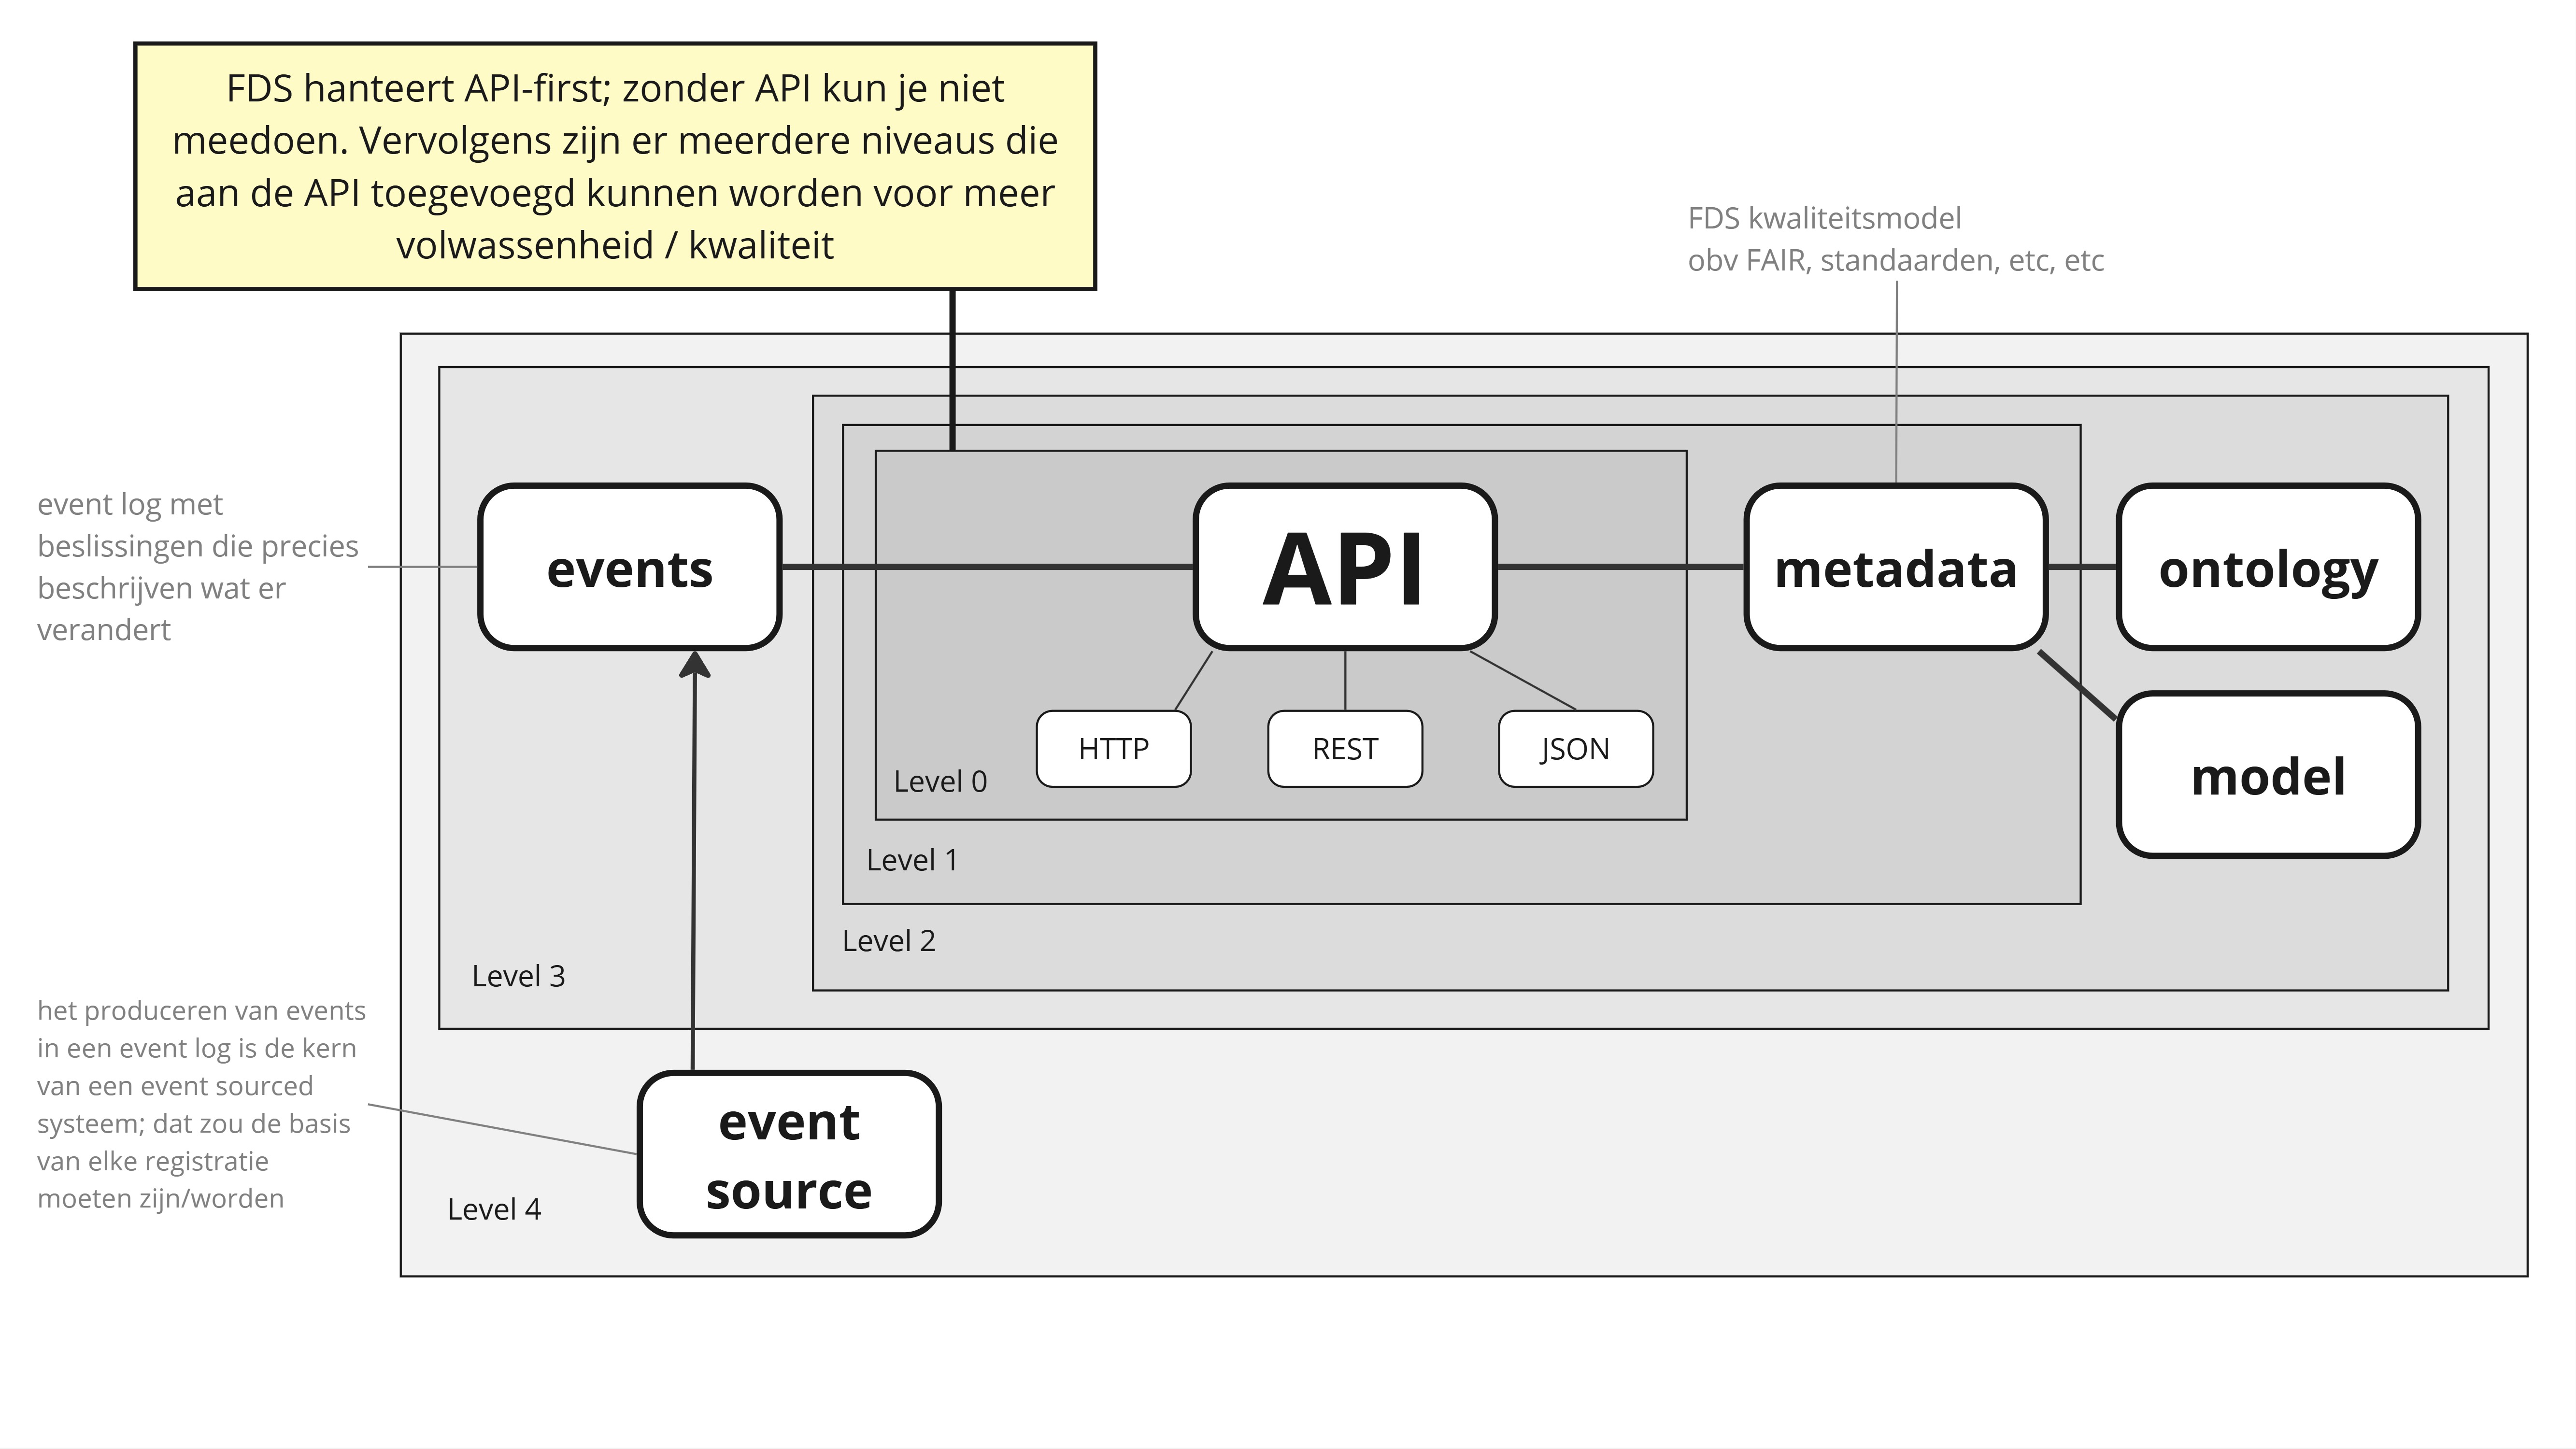 FDS hanteert API-first; zonder API kun je niet
meedoen. Vervolgens zijn er meerdere niveaus die
aan de API toegevoegd kunnen worden voor meer
volwassenheid / kwaliteit
FDS kwaliteitsmodel
obv FAIR, standaarden, etc, etc
event log met
beslissingen die precies
beschrijven wat er
verandert
events
API
metadata
ontology
HTTP
REST
JSON
model
Level 0
Level 1
Level 2
Level 3
het produceren van events
in een event log is de kern
van een event sourced
systeem; dat zou de basis
van elke registratie
moeten zijn/worden
event
source
Level 4